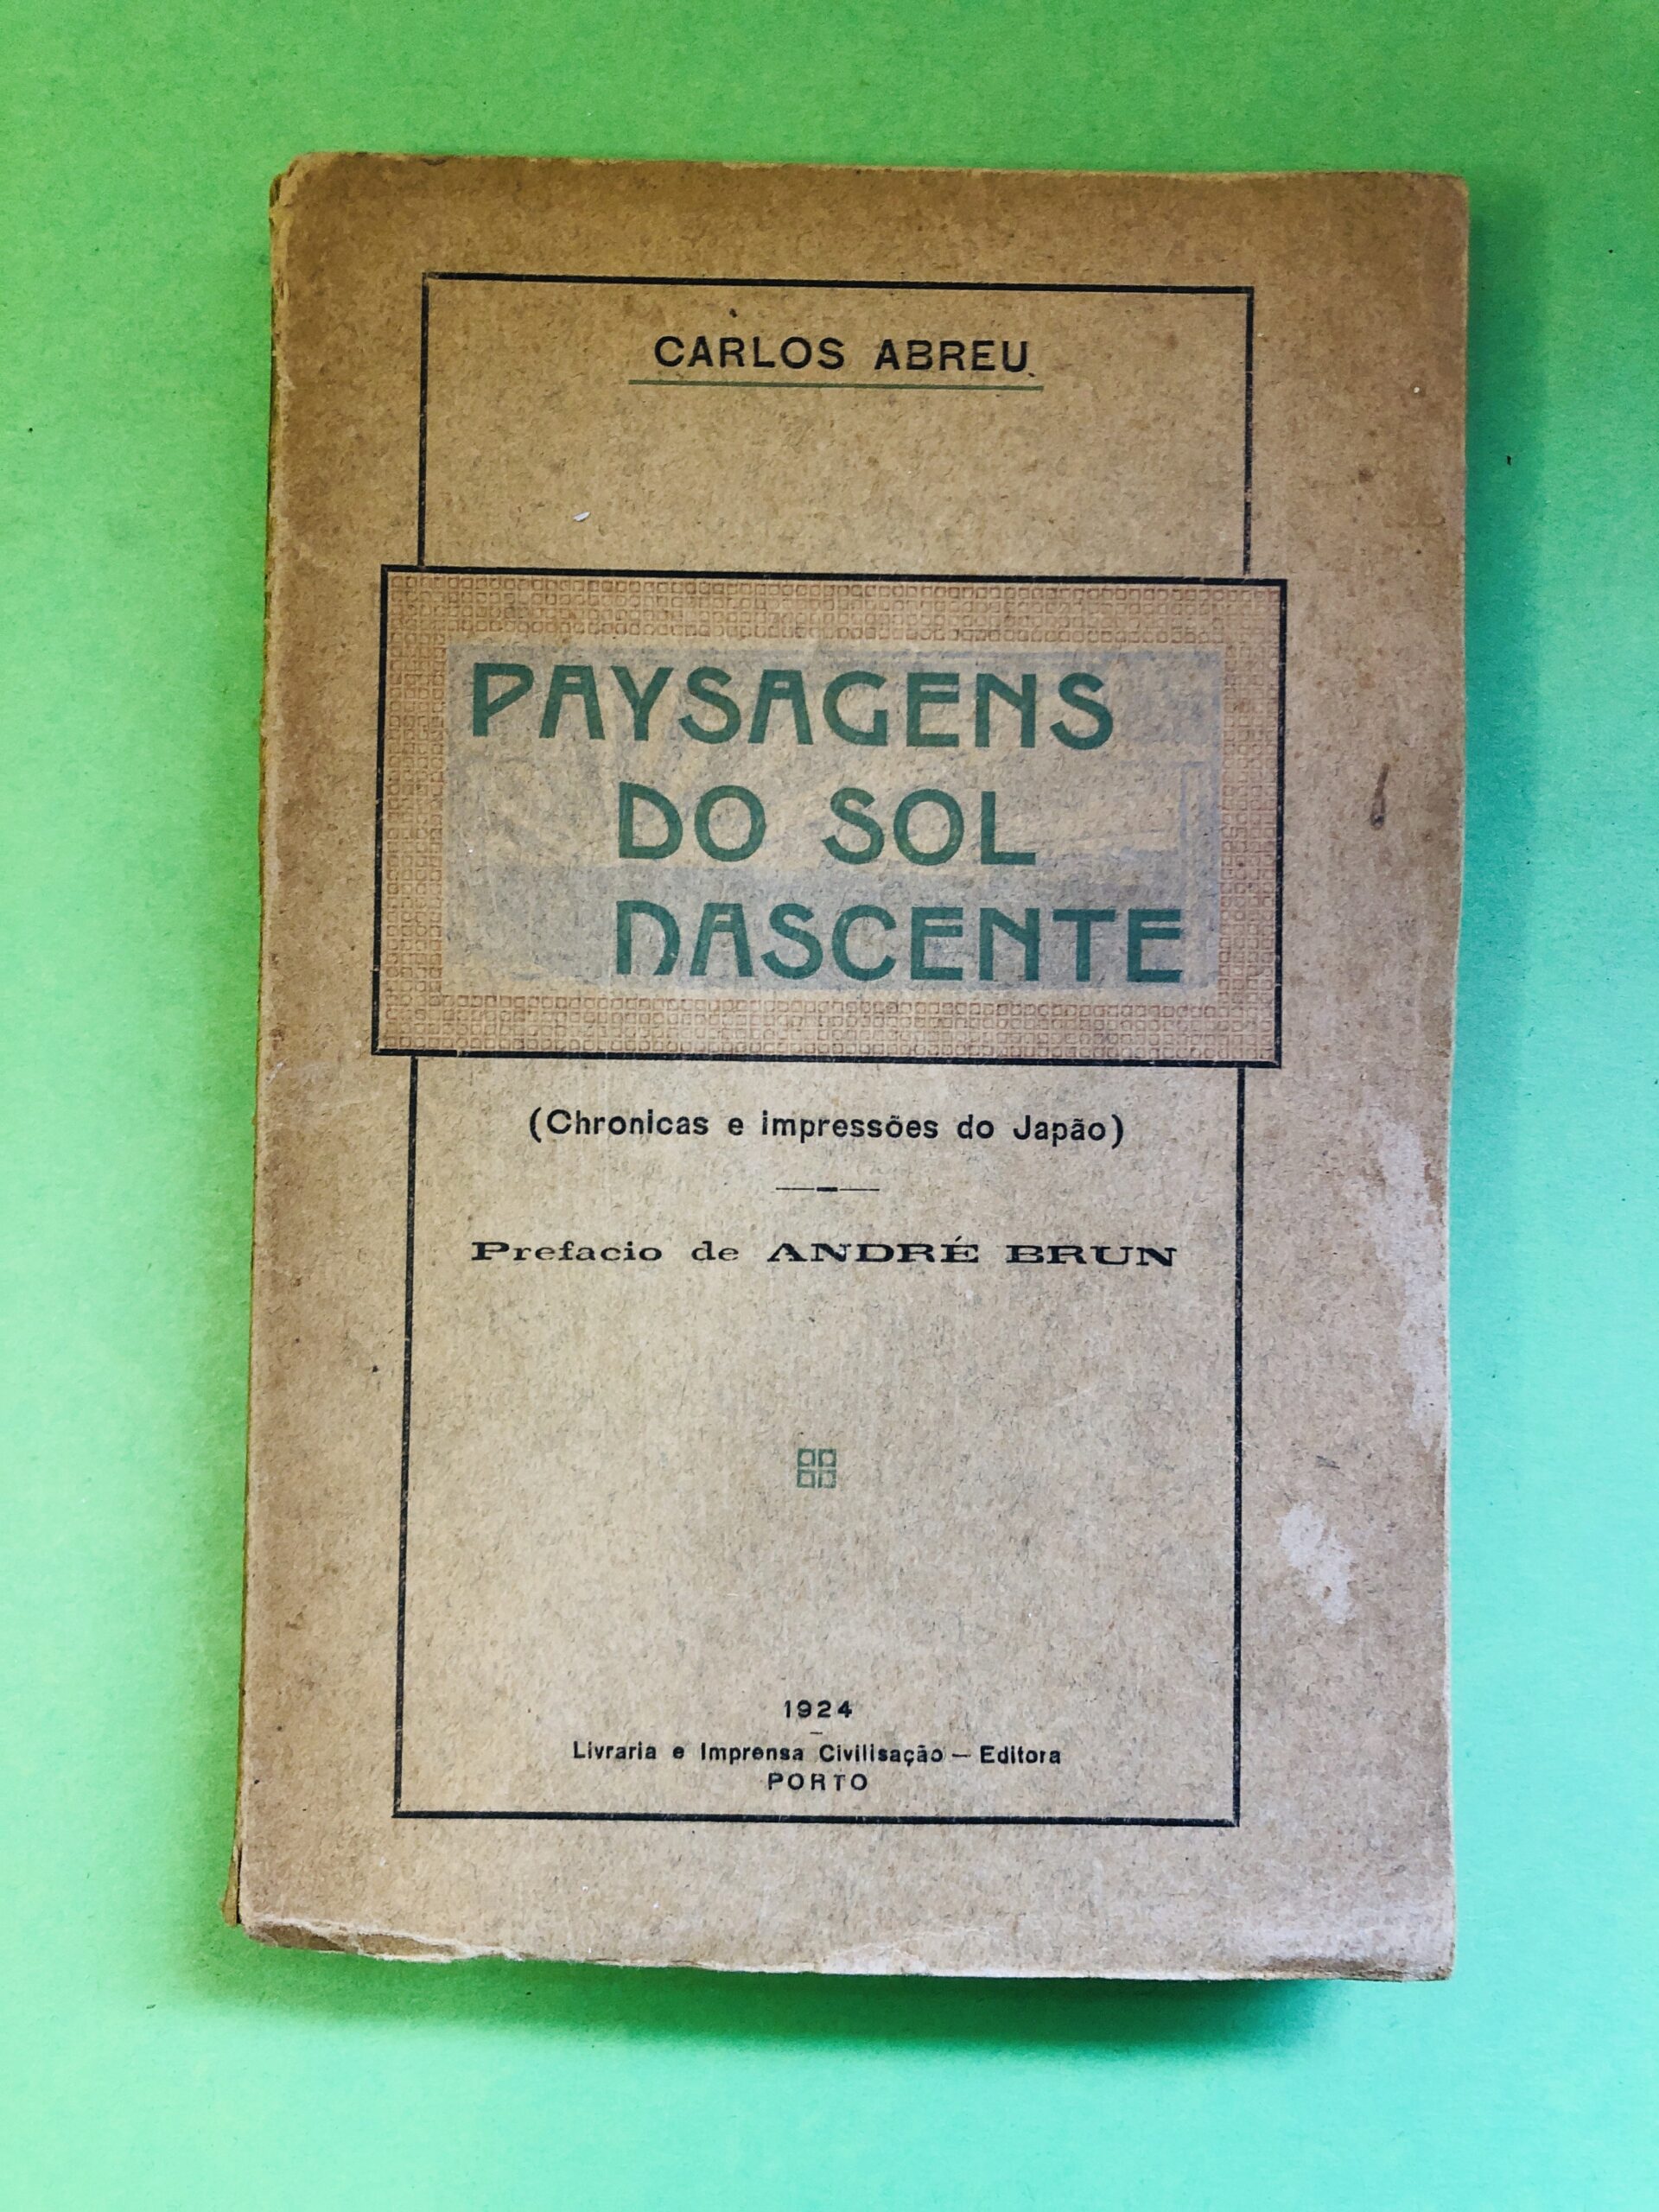 CARLOS ABREU
PAYSAGENS
DO SOL
NASCENTE
(Chronicas e impressões do Japão)
Prefacio de ANDRÉ BRUN
1924
Livraria e Imprensa Civilisação — Editora
PORTO